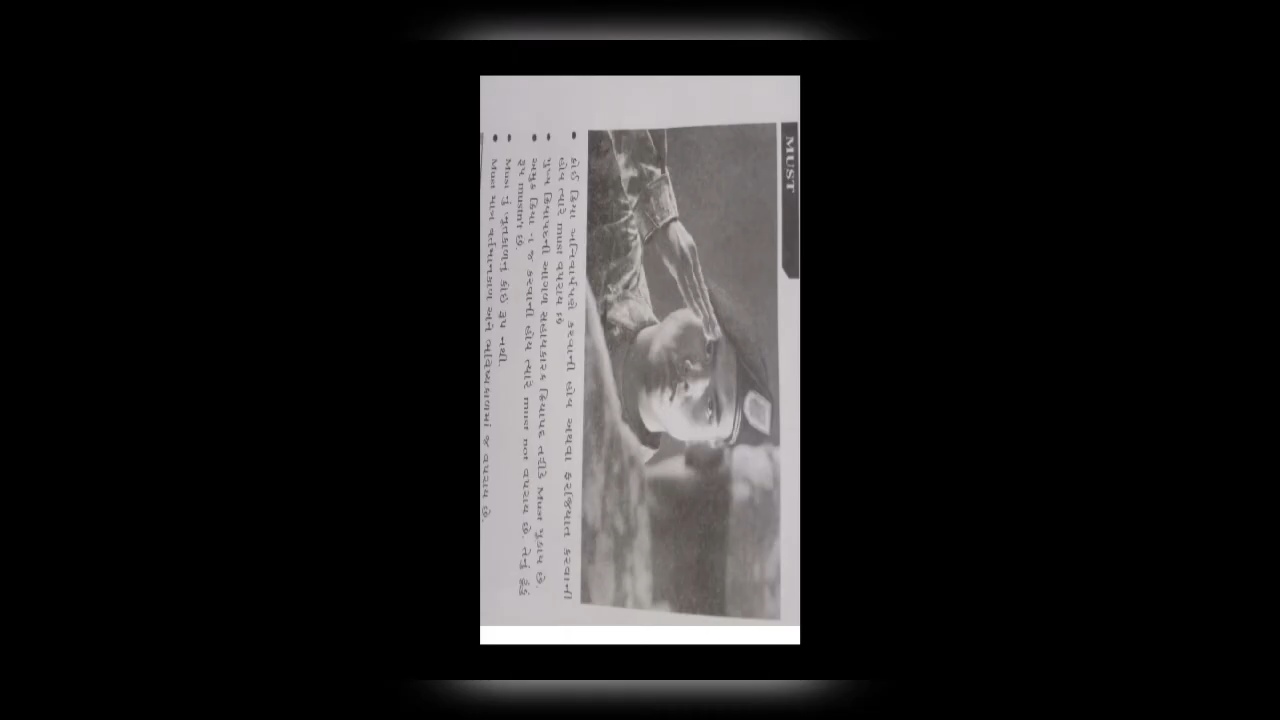 MUST
• કોઈ ક્રિયા અનિવાર્યપણે કરવાની હોય અથવા ફરજિયાત કરવાની
હોય ત્યારે must વપરાય છે
• મુખ્ય ક્રિયાપદની આગળ સહાયકારક ક્રિયાપદ તરીકે Must મુકાય છે.
• અમુક ક્રિયા ન જ કરવાની હોય ત્યારે must not વપરાય છે. તેનું ટૂંકું
રૂપ mustn't છે
• Must નું ભૂતકાળનું કોઈ રૂપ નથી.
• Must માત્ર વર્તમાનકાળ અને ભવિષ્યકાળમાં જ વપરાય છે.